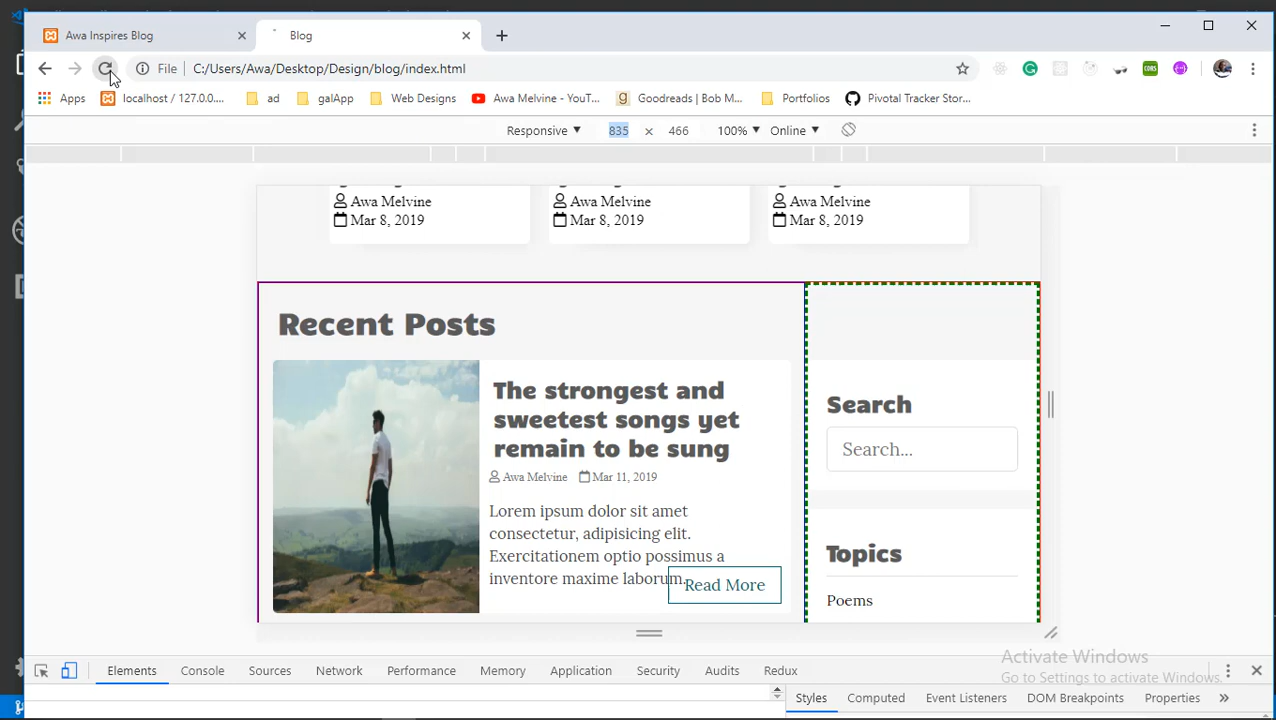 Awa Inspires Blog
Blog
File
C:/Users/Awa/Desktop/Design/blog/index.html
CORS
Apps
localhost / 127.0.0....
ad
galApp
Web Designs
Awa Melvine - YouT...
Goodreads | Bob M...
Portfolios
Pivotal Tracker Stor...
Responsive ▼
835 × 466
100% ▼
Online ▼
Awa Melvine
Mar 8, 2019
Awa Melvine
Mar 8, 2019
Awa Melvine
Mar 8, 2019
Recent Posts
The strongest and
sweetest songs yet
remain to be sung
Awa Melvine Mar 11, 2019
Lorem ipsum dolor sit amet
consectetur, adipisicing elit.
Exercitationem optio possimus a
inventore maxime laborum.
Read More
Search
Search...
Topics
Poems
Activate Windows
Go to Settings to activate Windows.
Elements
Console
Sources
Network
Performance
Memory
Application
Security
Audits
Redux
Styles
Computed
Event Listeners
DOM Breakpoints
Properties